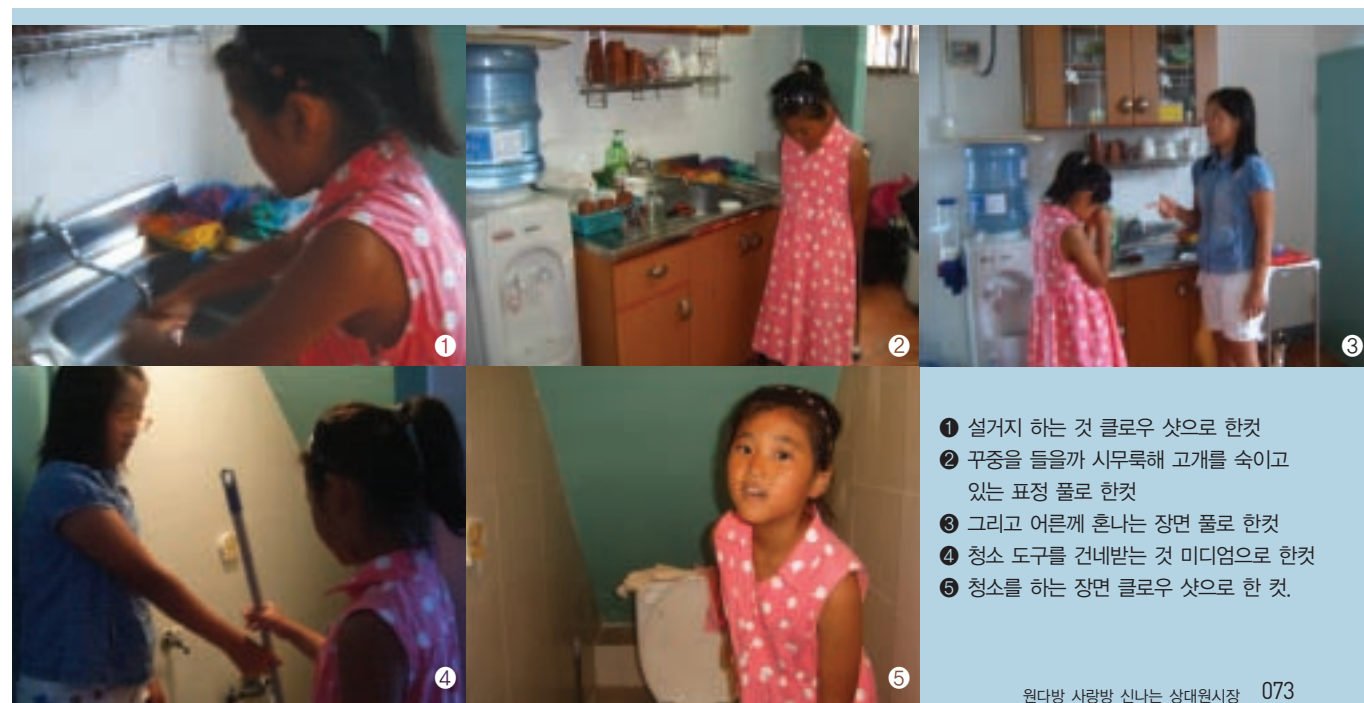 ❶
❷
❸
❹
❺
❶ 설거지 하는 것 클로우 샷으로 한컷
❷ 꾸중을 들을까 시무룩해 고개를 숙이고
있는 표정 풀로 한컷
❸ 그리고 어른께 혼나는 장면 풀로 한컷
❹ 청소 도구를 건네받는 것 미디엄으로 한컷
❺ 청소를 하는 장면 클로우 샷으로 한 컷.
원다방 사랑방 신나는 상대원시장 073